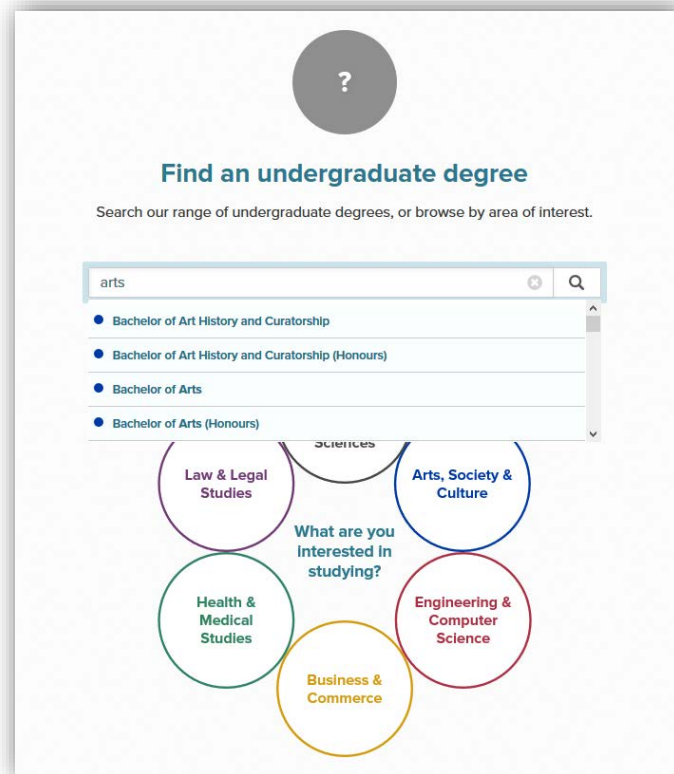 ?
Find an undergraduate degree
Search our range of undergraduate degrees, or browse by area of interest.
arts
Bachelor of Art History and Curatorship
Bachelor of Art History and Curatorship (Honours)
Bachelor of Arts
Bachelor of Arts (Honours)
Sciences
Law & Legal
Studies
Arts, Society &
Culture
What are you
interested in
studying?
Health &
Medical
Studies
Engineering &
Computer
Science
Business &
Commerce